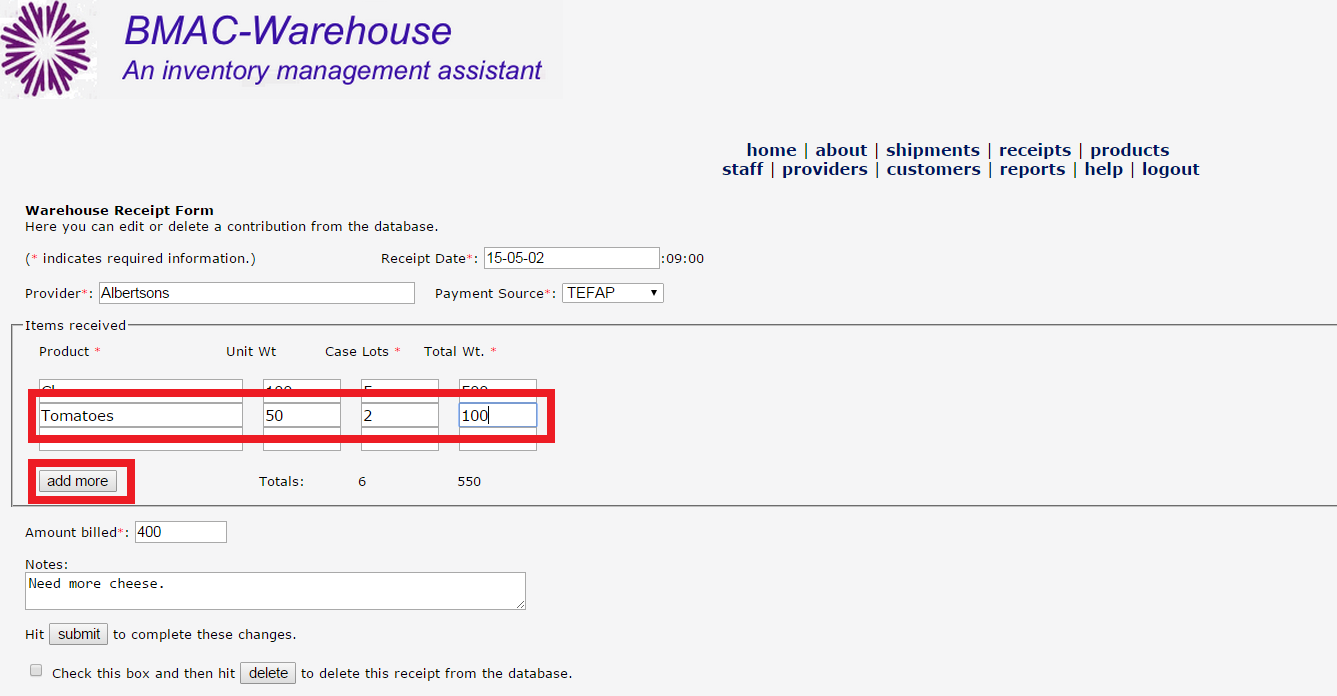 BMAC-Warehouse
An inventory management assistant
home | about | shipments | receipts | products
staff | providers | customers | reports | help | logout
Warehouse Receipt Form
Here you can edit or delete a contribution from the database.
(* indicates required information.) Receipt Date*: 15-05-02 :09:00
Provider*: Albertsons Payment Source*: TEFAP
Items received
Product * Unit Wt Case Lots * Total Wt. *
Tomatoes 50 2 100
add more Totals: 6 550
Amount billed*: 400
Notes:
Need more cheese.
Hit submit to complete these changes.
Check this box and then hit delete to delete this receipt from the database.